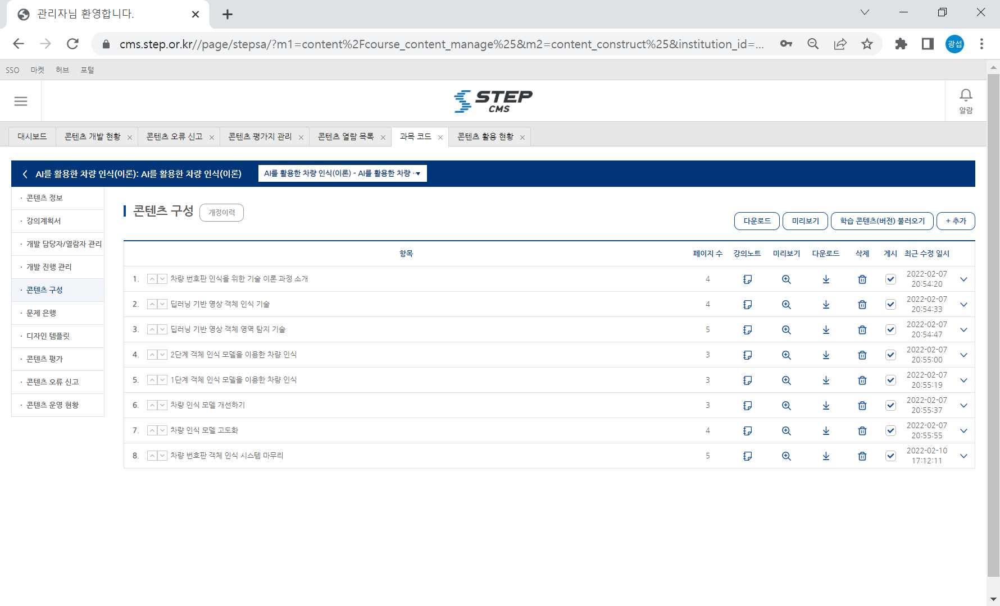 관리자님 환영합니다.
cms.step.or.kr//page/stepsa/?m1=content%2Fcourse_content_manage%25&m2=content_construct%25&institution_id=...
광섭
SSO 마켓 허브 포털
STEP
CMS
알람
대시보드 콘텐츠 개발 현황 콘텐츠 오류 신고 콘텐츠 평가지 관리 콘텐츠 열람 목록 과목 코드 콘텐츠 활용 현황
AI를 활용한 차량 인식(이론): AI를 활용한 차량 인식(이론) AI를 활용한 차량 인식(이론) - AI를 활용한 차량 ··
· 콘텐츠 정보
· 강의계획서
· 개발 담당자/열람자 관리
· 개발 진행 관리
· 콘텐츠 구성
· 문제 은행
· 디자인 템플릿
· 콘텐츠 평가
· 콘텐츠 오류 신고
· 콘텐츠 운영 현황
콘텐츠 구성 개정이력
다운로드 미리보기 학습 콘텐츠(버전) 불러오기 + 추가
항목 페이지 수 강의노트 미리보기 다운로드 삭제 게시 최근 수정 일시
1. 차량 번호판 인식을 위한 기술 이론 과정 소개 4 2022-02-07
20:54:20
2. 딥러닝 기반 영상 객체 인식 기술 4 2022-02-07
20:54:33
3. 딥러닝 기반 영상 객체 영역 탐지 기술 5 2022-02-07
20:54:47
4. 2단계 객체 인식 모델을 이용한 차량 인식 3 2022-02-07
20:55:00
5. 1단계 객체 인식 모델을 이용한 차량 인식 3 2022-02-07
20:55:19
6. 차량 인식 모델 개선하기 3 2022-02-07
20:55:37
7. 차량 인식 모델 고도화 4 2022-02-07
20:55:55
8. 차량 번호판 객체 인식 시스템 마무리 5 2022-02-10
17:12:11